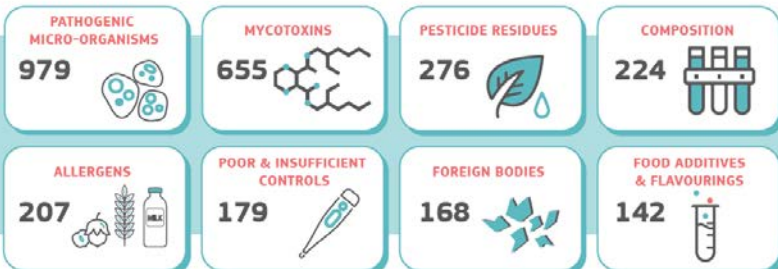 PATHOGENIC
MICRO-ORGANISMS
979
MYCOTOXINS
655
PESTICIDE RESIDUES
276
COMPOSITION
224
ALLERGENS
207
MILK
POOR & INSUFFICIENT
CONTROLS
179
FOREIGN BODIES
168
FOOD ADDITIVES
& FLAVOURINGS
142